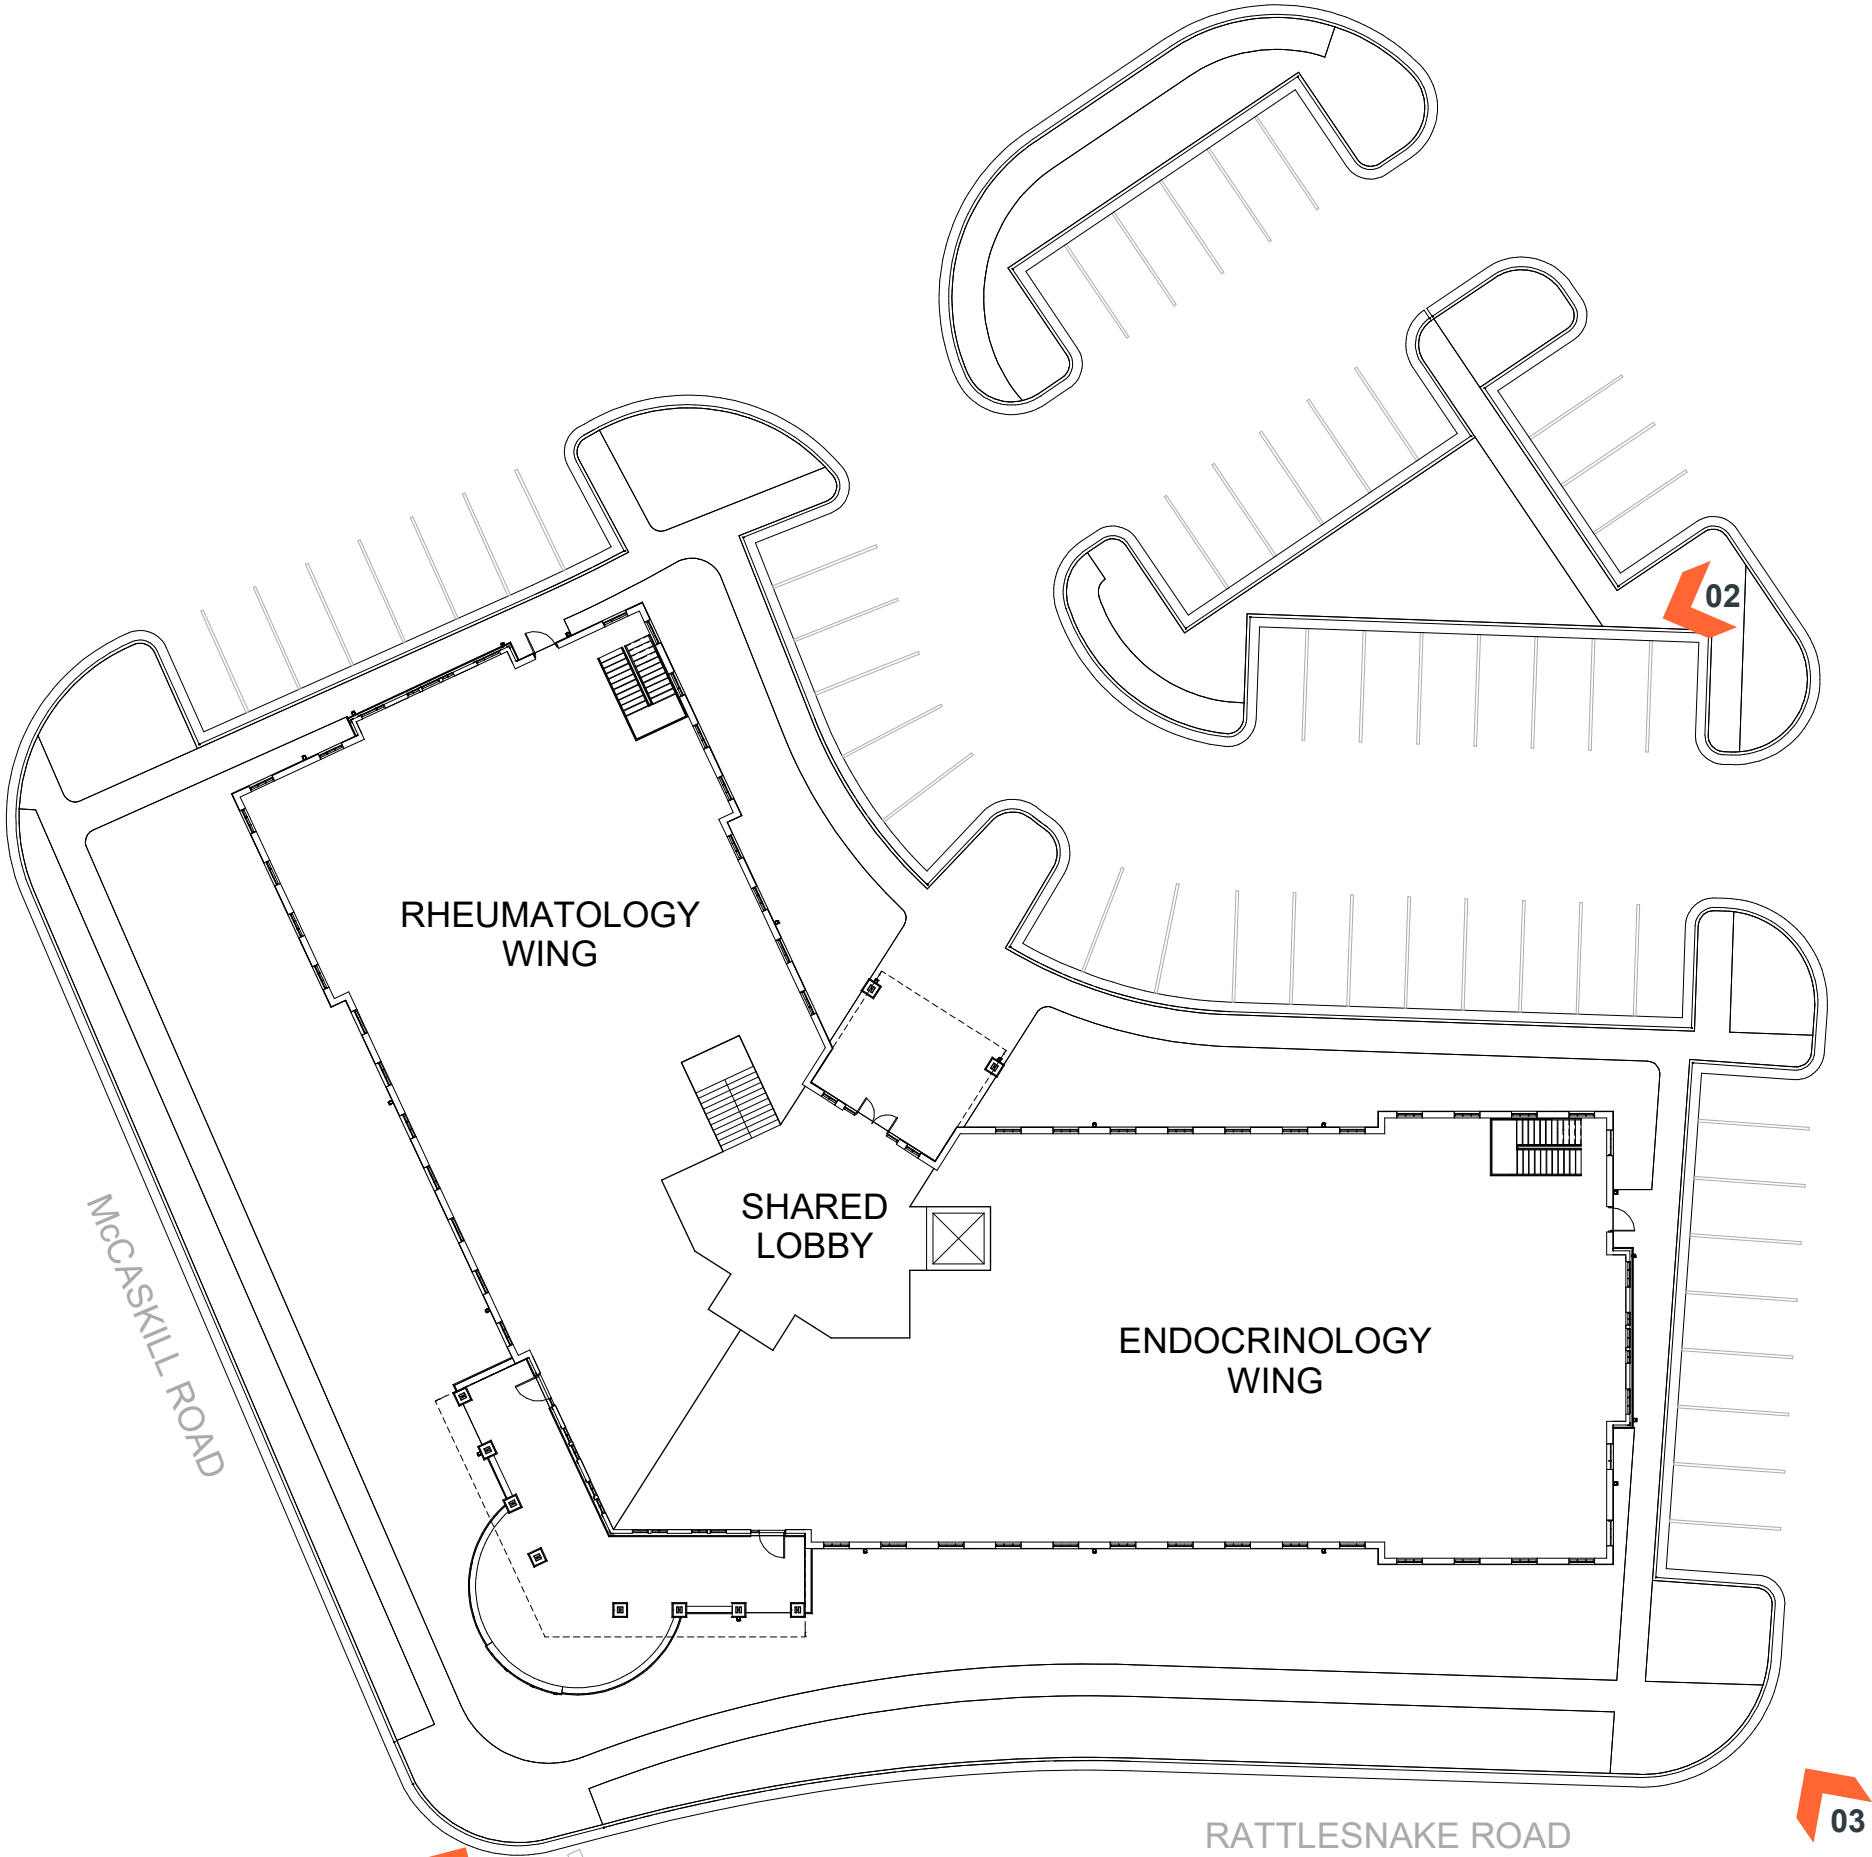 02
RHEUMATOLOGY
WING
SHARED
LOBBY
McCASKILL ROAD
ENDOCRINOLOGY
WING
RATTLESNAKE ROAD
03